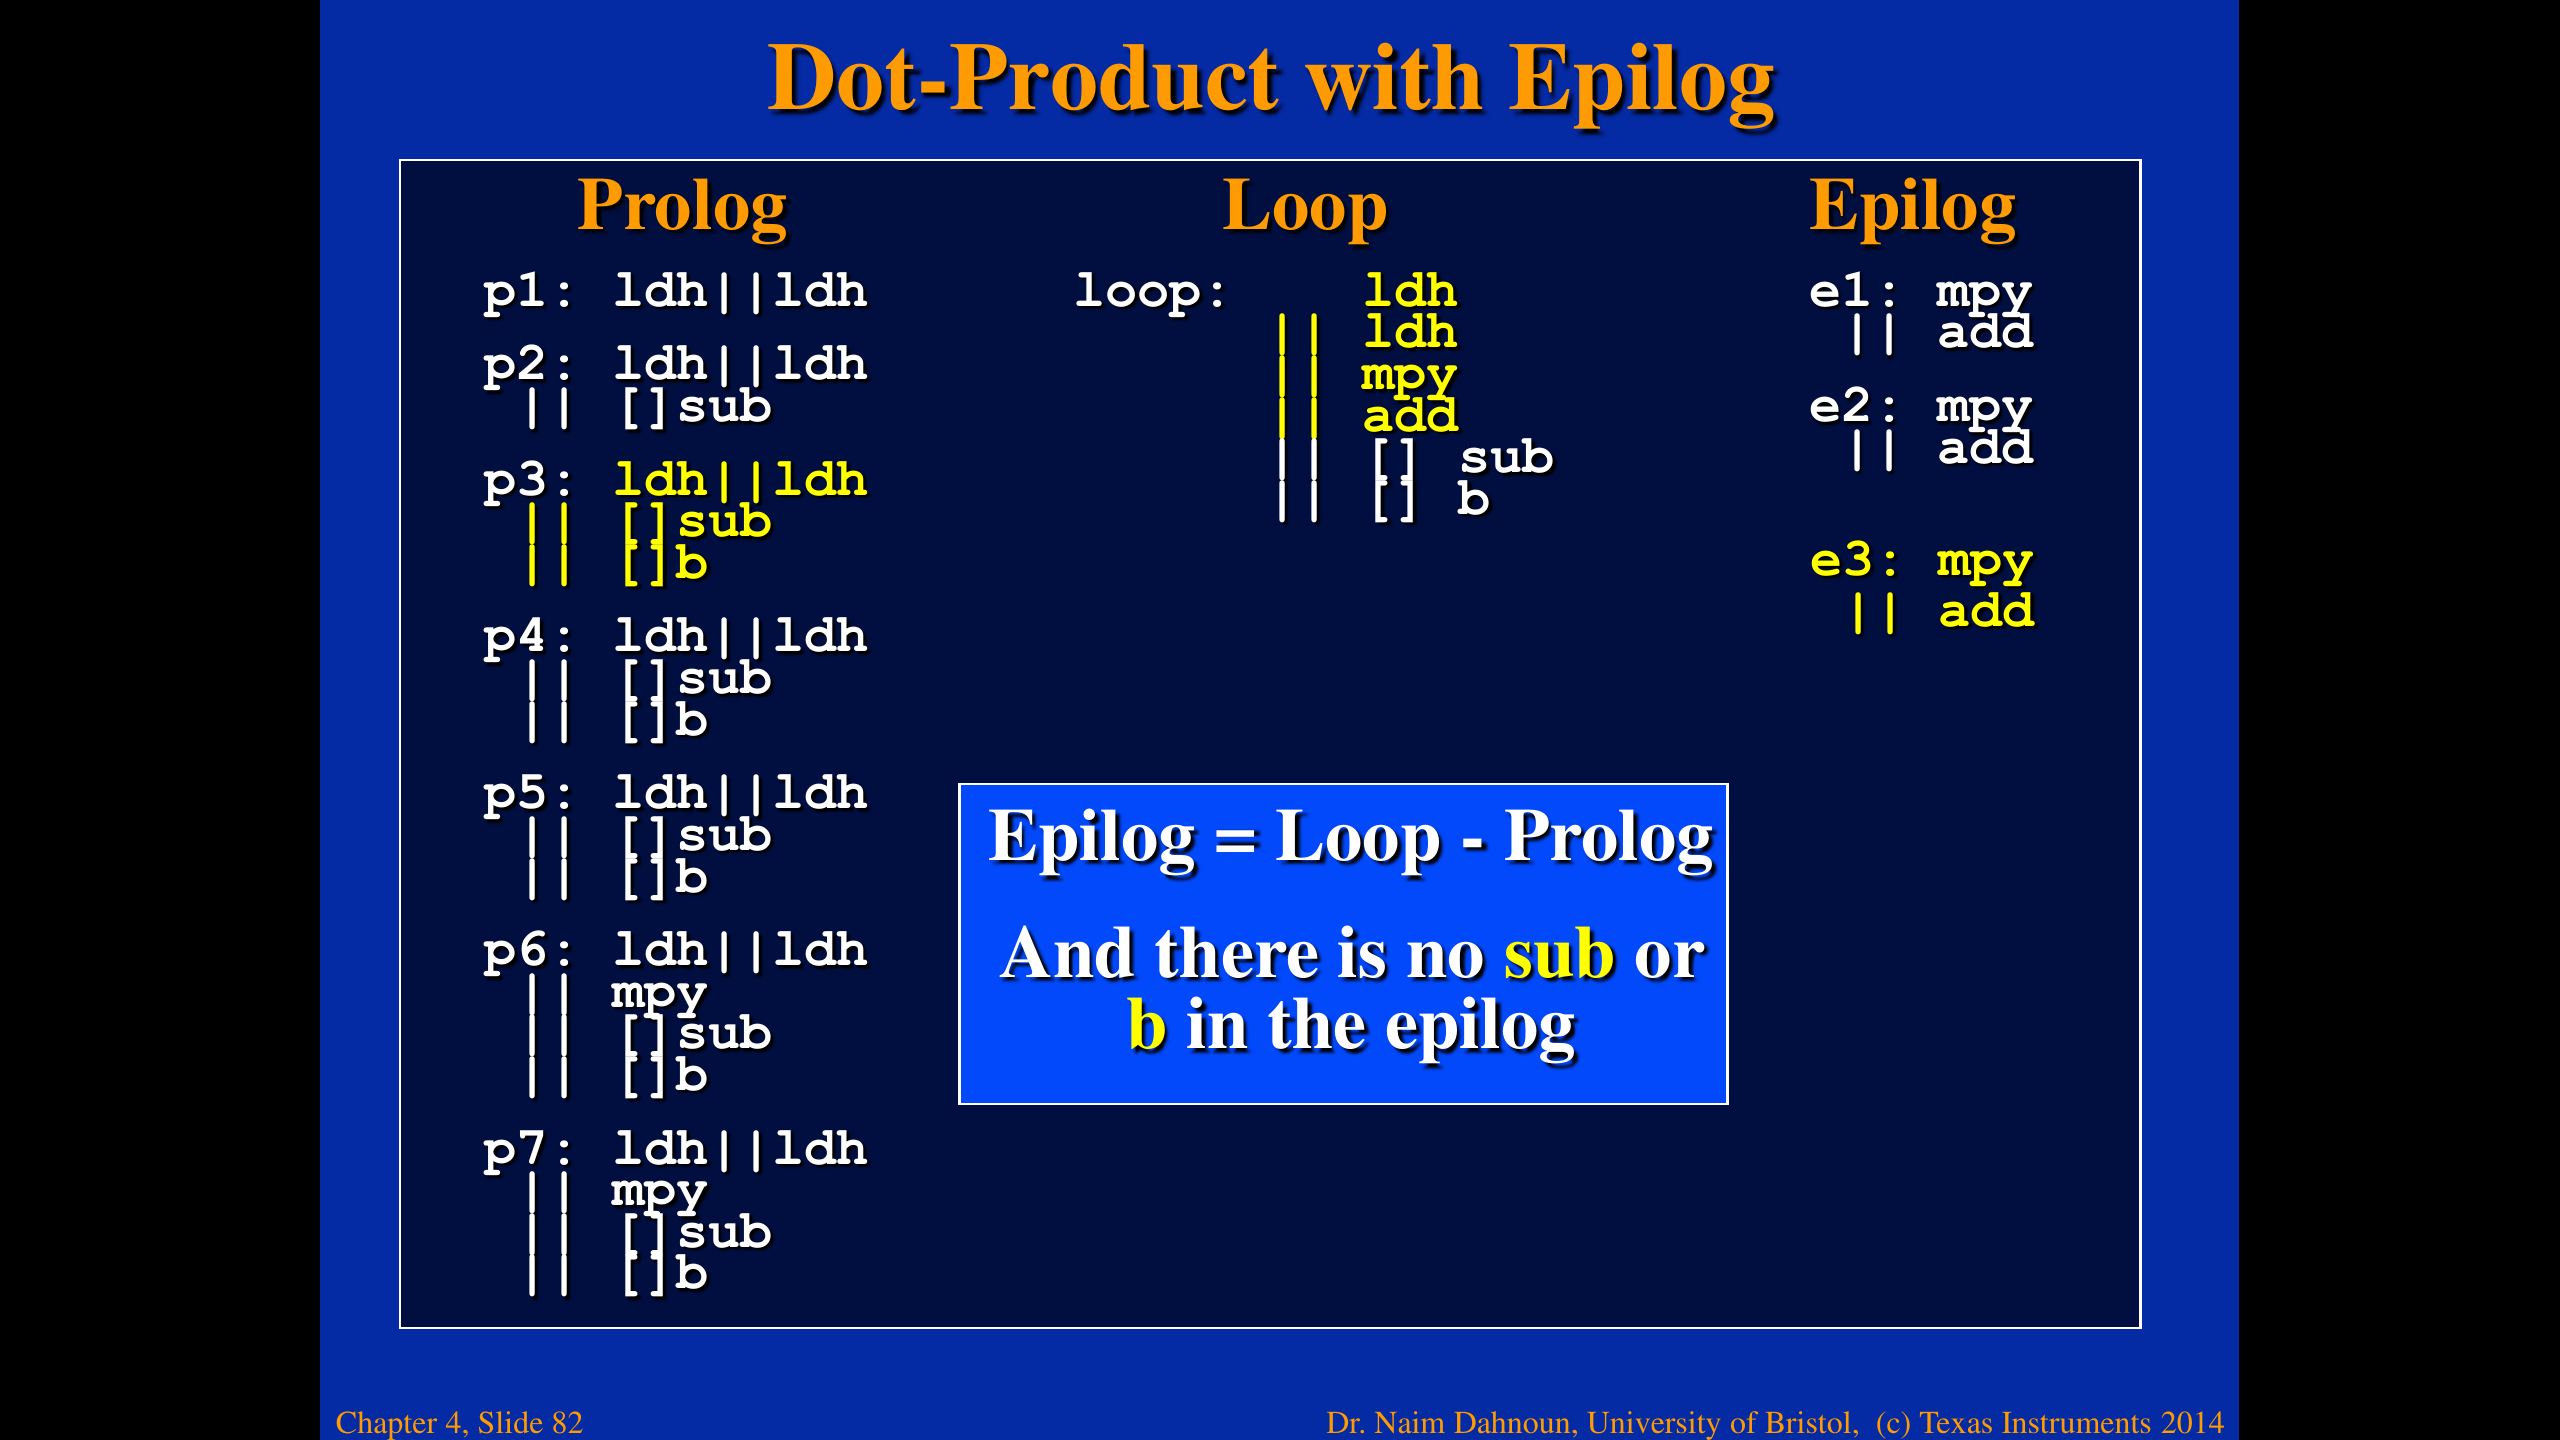 Dot-Product with Epilog
Prolog
p1: ldh||ldh
p2: ldh||ldh
|| []sub
p3: ldh||ldh
|| []sub
|| []b
p4: ldh||ldh
|| []sub
|| []b
p5: ldh||ldh
|| []sub
|| []b
p6: ldh||ldh
|| mpy
|| []sub
|| []b
p7: ldh||ldh
|| mpy
|| []sub
|| []b
Loop
loop: ldh
|| ldh
|| mpy
|| add
|| [] sub
|| [] b
Epilog
e1: mpy
|| add
e2: mpy
|| add
e3: mpy
|| add
Epilog = Loop - Prolog
And there is no sub or
b in the epilog
Chapter 4, Slide 82
Dr. Naim Dahnoun, University of Bristol, (c) Texas Instruments 2014